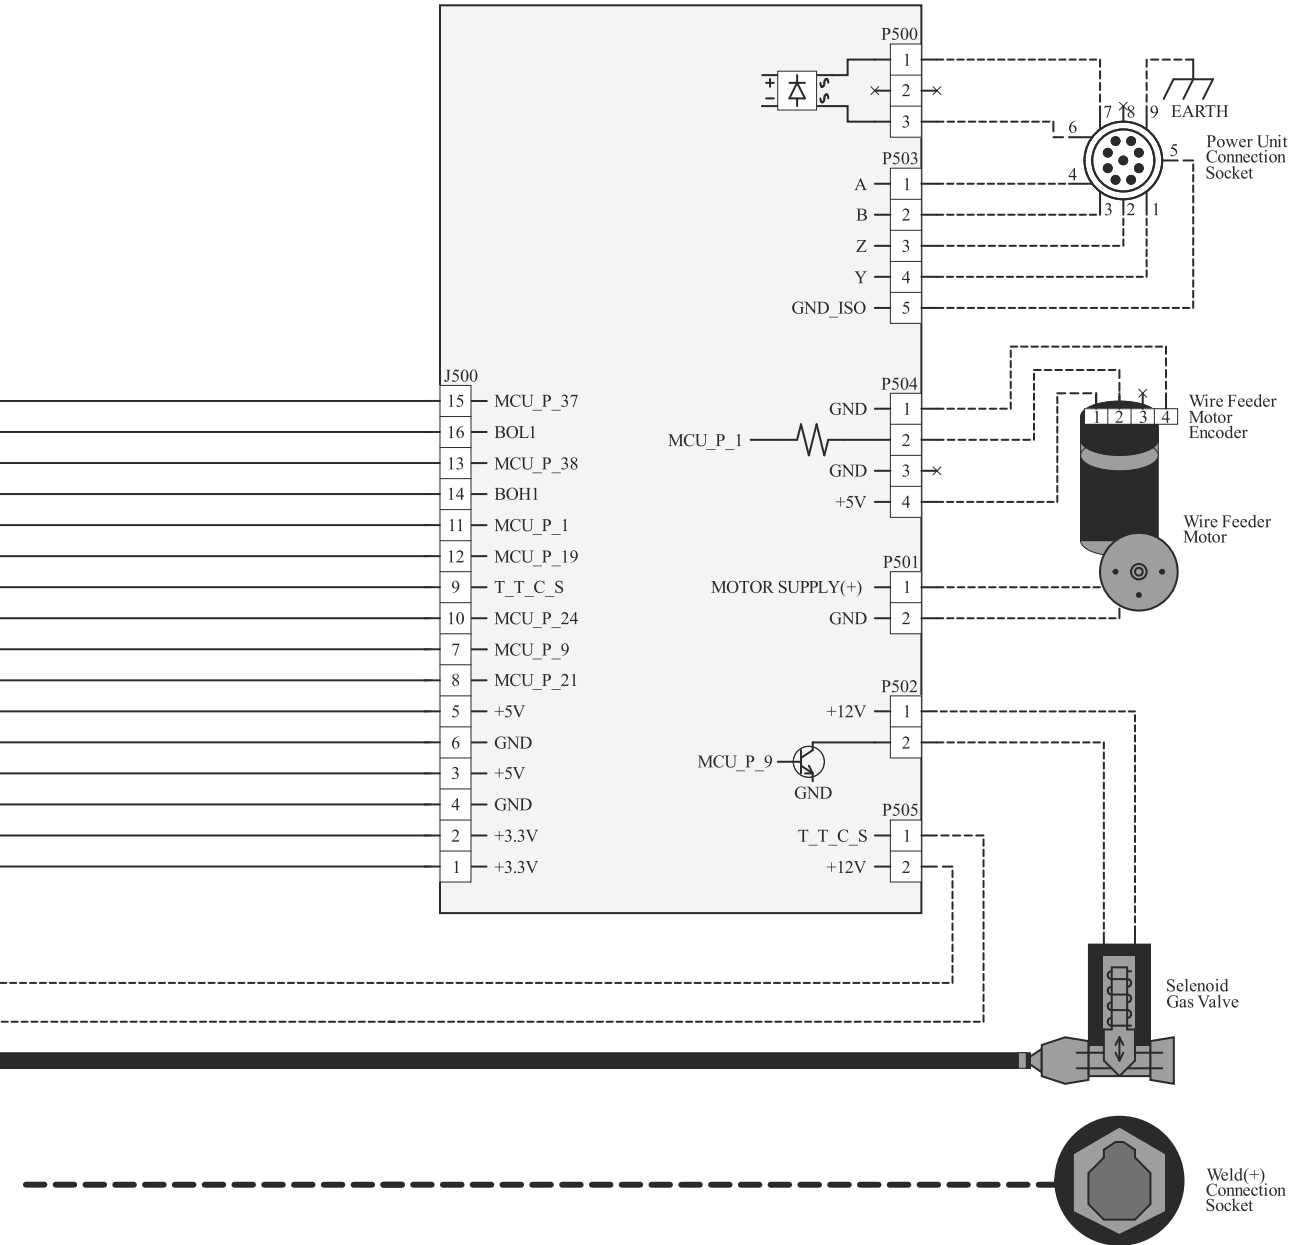 P500
1
2
3
+
−
7
8
9
EARTH
6
5
4
3
2
1
Power Unit
Connection
Socket
P503
A 1
B 2
Z 3
Y 4
GND_ISO 5
J500
15 MCU_P_37
16 BOL1
13 MCU_P_38
14 BOH1
11 MCU_P_1
12 MCU_P_19
9 T_T_C_S
10 MCU_P_24
7 MCU_P_9
8 MCU_P_21
5 +5V
6 GND
3 +5V
4 GND
2 +3.3V
1 +3.3V
P504
GND 1
MCU_P_1 2
GND 3
+5V 4
1 2 3 4
Wire Feeder
Motor
Encoder
Wire Feeder
Motor
P501
MOTOR SUPPLY(+) 1
GND 2
P502
+12V 1
2
MCU_P_9
GND
P505
T_T_C_S 1
+12V 2
Selenoid
Gas Valve
Weld(+)
Connection
Socket